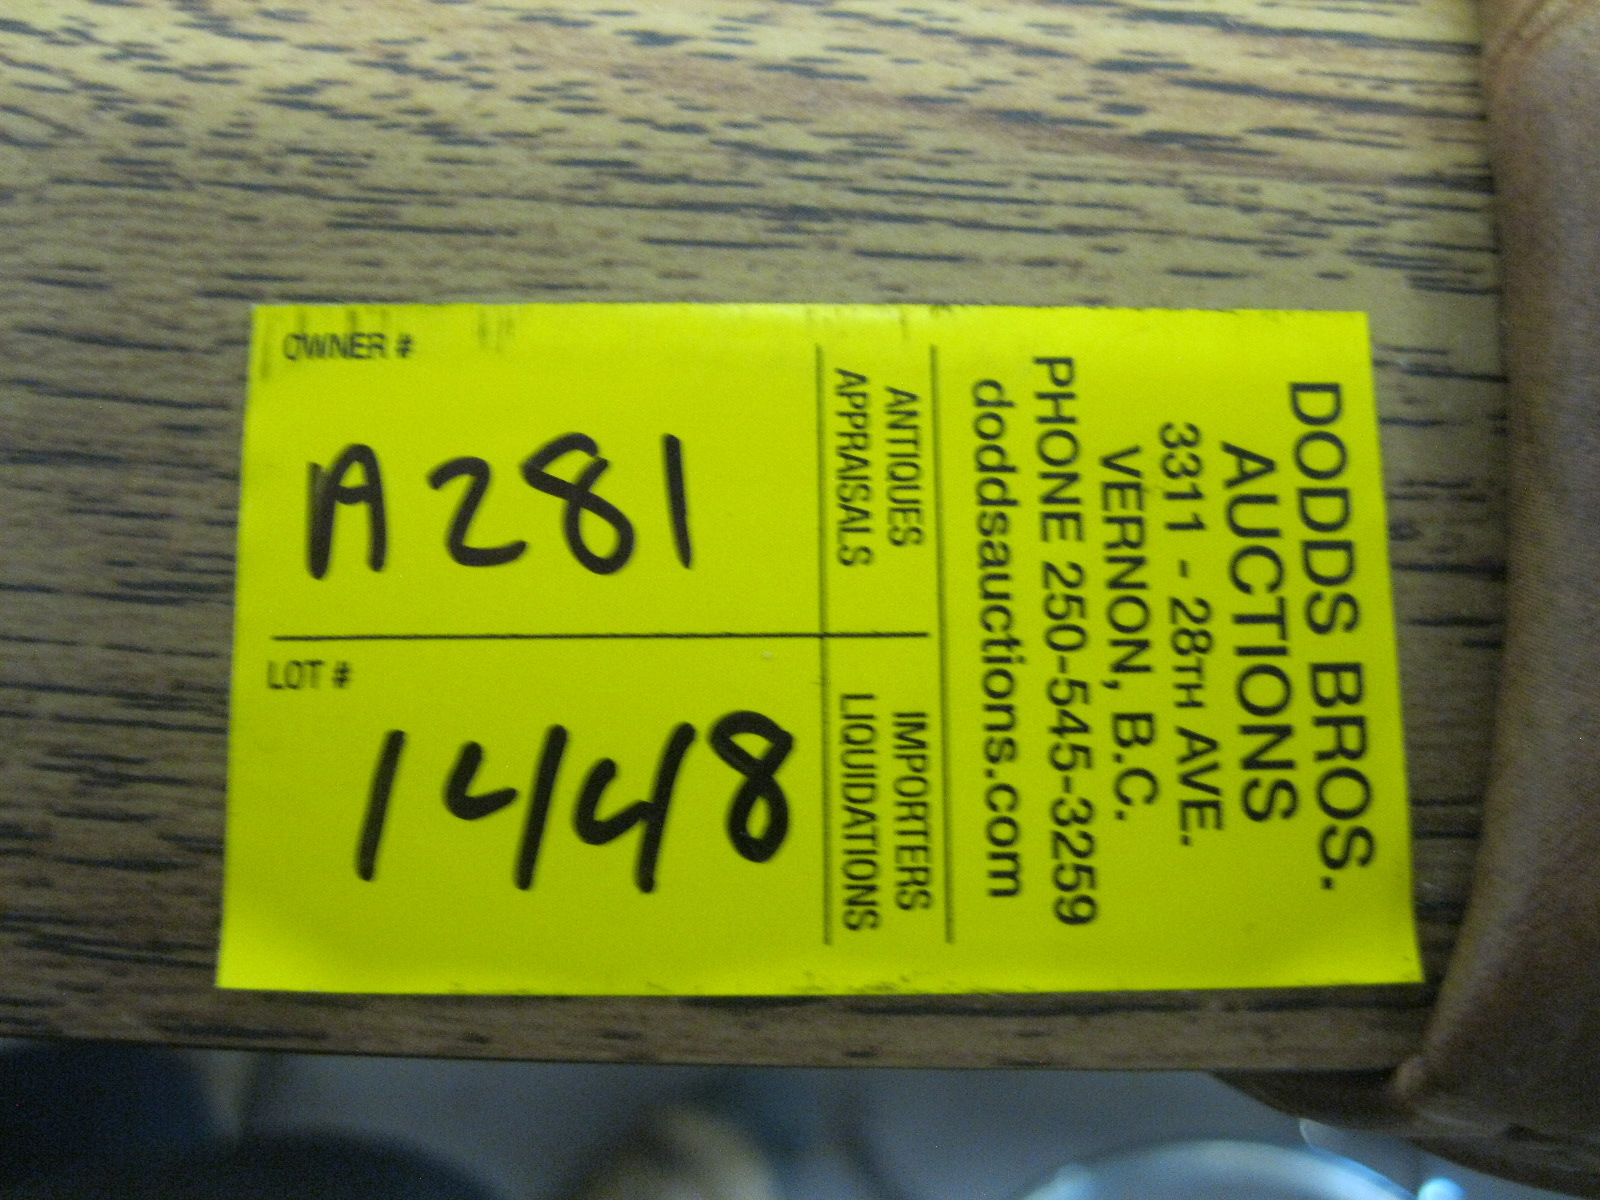 DODDS BROS.
AUCTIONS
3311 - 28TH AVE.
VERNON, B.C.
PHONE 250-545-3259
doddsauctions.com
ANTIQUES
APPRAISALS
IMPORTERS
LIQUIDATIONS
OWNER #
A281
LOT #
1448